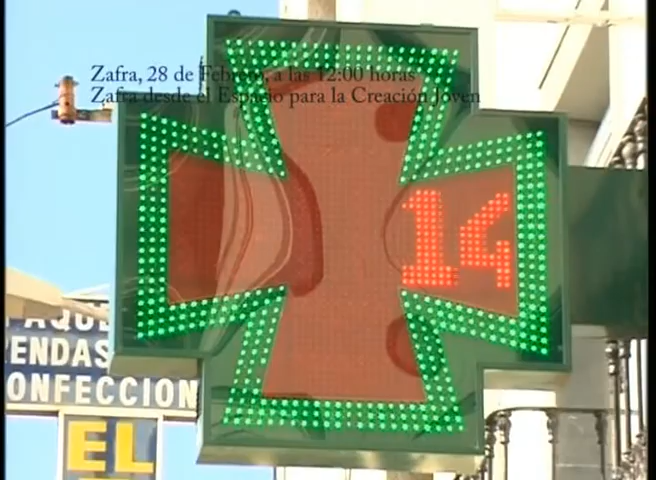 Zafra, 28 de Febrero, a las 12:00 horas
Zafra desde el Espacio para la Creación Joven
14
ENDAS
ONFECCION
EL